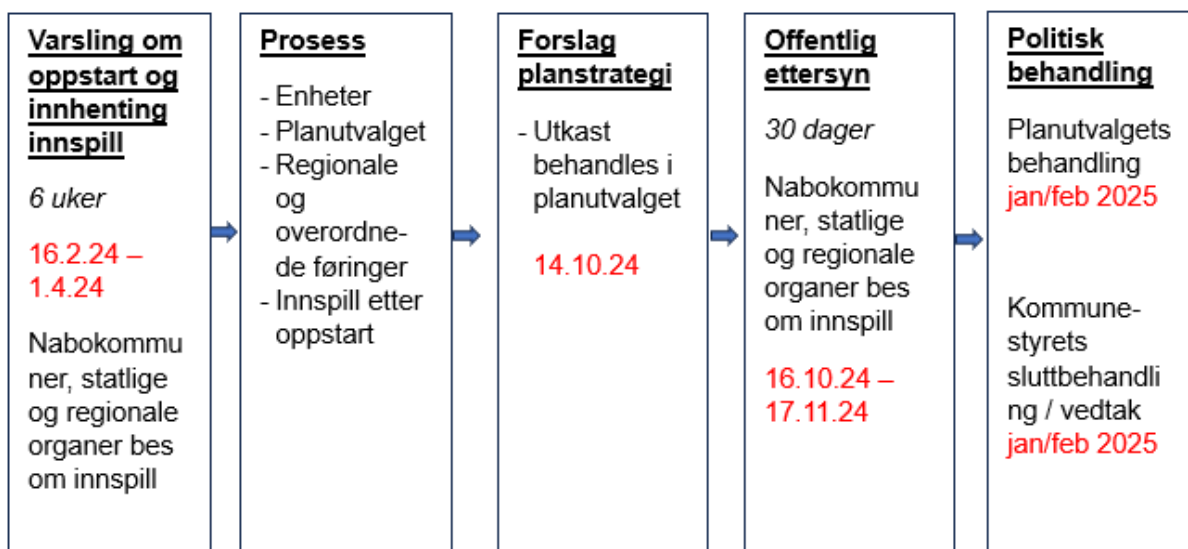 Varsling om
oppstart og
innhenting
innspill
6 uker
16.2.24 –
1.4.24
Nabokommu
ner, statlige
og regionale
organer bes
om innspill
Prosess
- Enheter
- Planutvalget
- Regionale
og
overordne-
de føringer
- Innspill etter
oppstart
Forslag
planstrategi
- Utkast
behandles i
planutvalget
14.10.24
Offentlig
ettersyn
30 dager
Nabokommu
ner, statlige
og regionale
organer bes
om innspill
16.10.24 –
17.11.24
Politisk
behandling
Planutvalgets
behandling
jan/feb 2025
Kommune-
styrets
sluttbehandli
ng / vedtak
jan/feb 2025